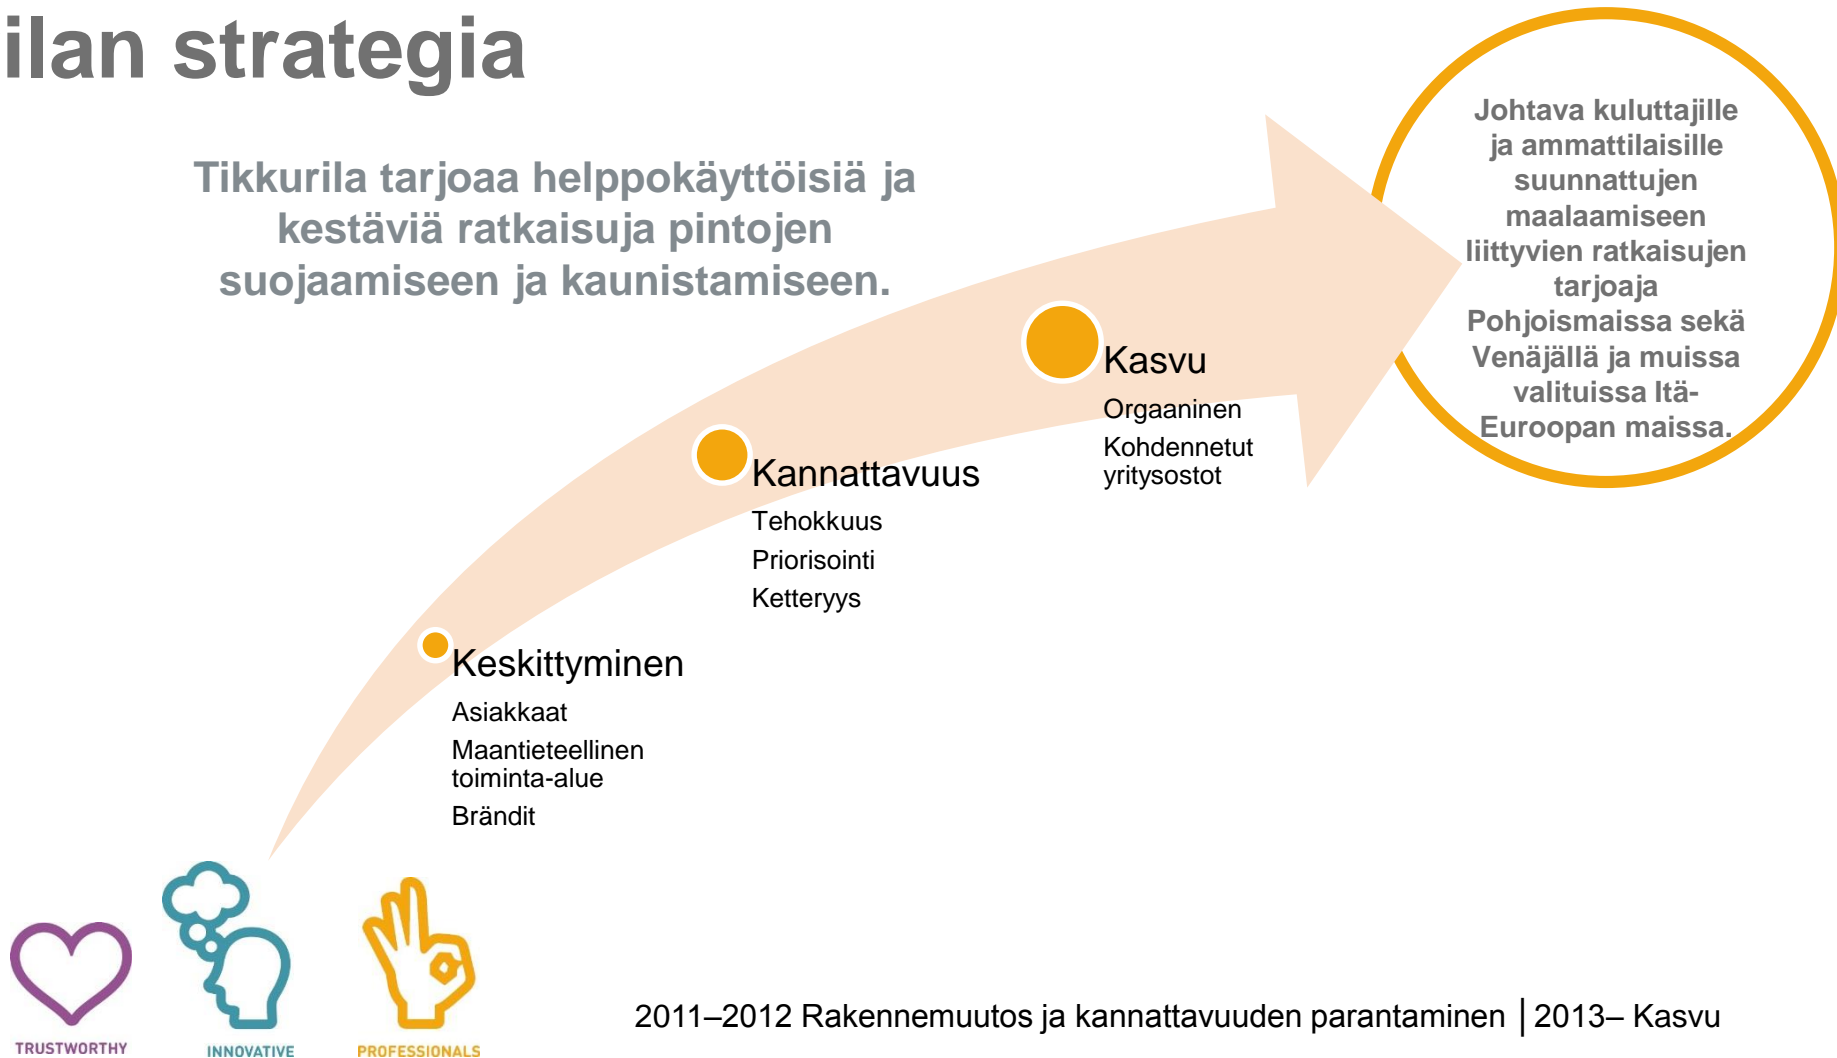 ilan strategia
Tikkurila tarjoaa helppokäyttöisiä ja
kestäviä ratkaisuja pintojen
suojaamiseen ja kaunistamiseen.
Johtava kuluttajille
ja ammattilaisille
suunnattujen
maalaamiseen
liittyvien ratkaisujen
tarjoaja
Pohjoismaissa sekä
Venäjällä ja muissa
valituissa Itä-
Euroopan maissa.
Kasvu
Orgaaninen
Kohdennetut
yritysostot
Kannattavuus
Tehokkuus
Priorisointi
Ketteryys
Keskittyminen
Asiakkaat
Maantieteellinen
toiminta-alue
Brändit
TRUSTWORTHY
INNOVATIVE
PROFESSIONALS
2011–2012 Rakennemuutos ja kannattavuuden parantaminen | 2013– Kasvu